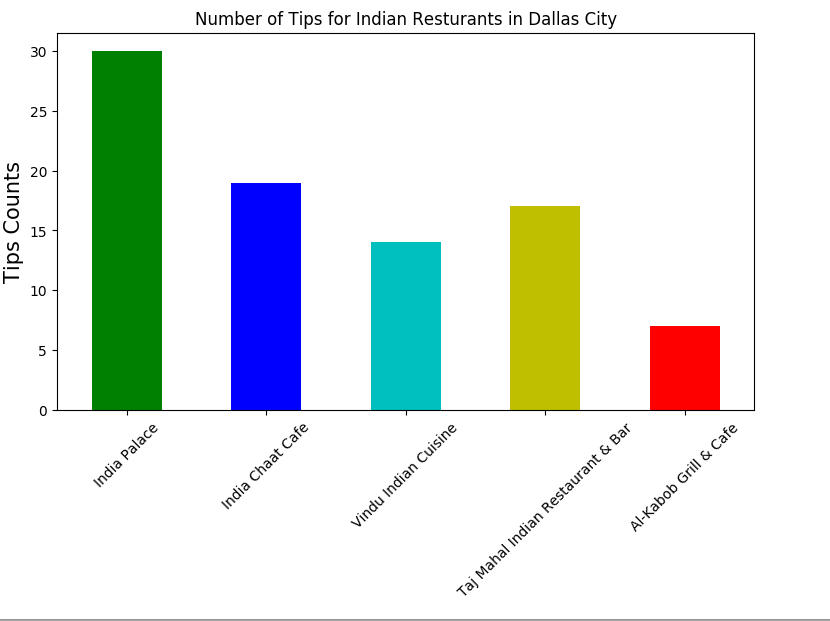 Number of Tips for Indian Resturants in Dallas City
Tips Counts
30
25
20
15
10
5
0
India Palace
India Chaat Cafe
Vindu Indian Cuisine
Taj Mahal Indian Restaurant & Bar
Al-Kabob Grill & Cafe